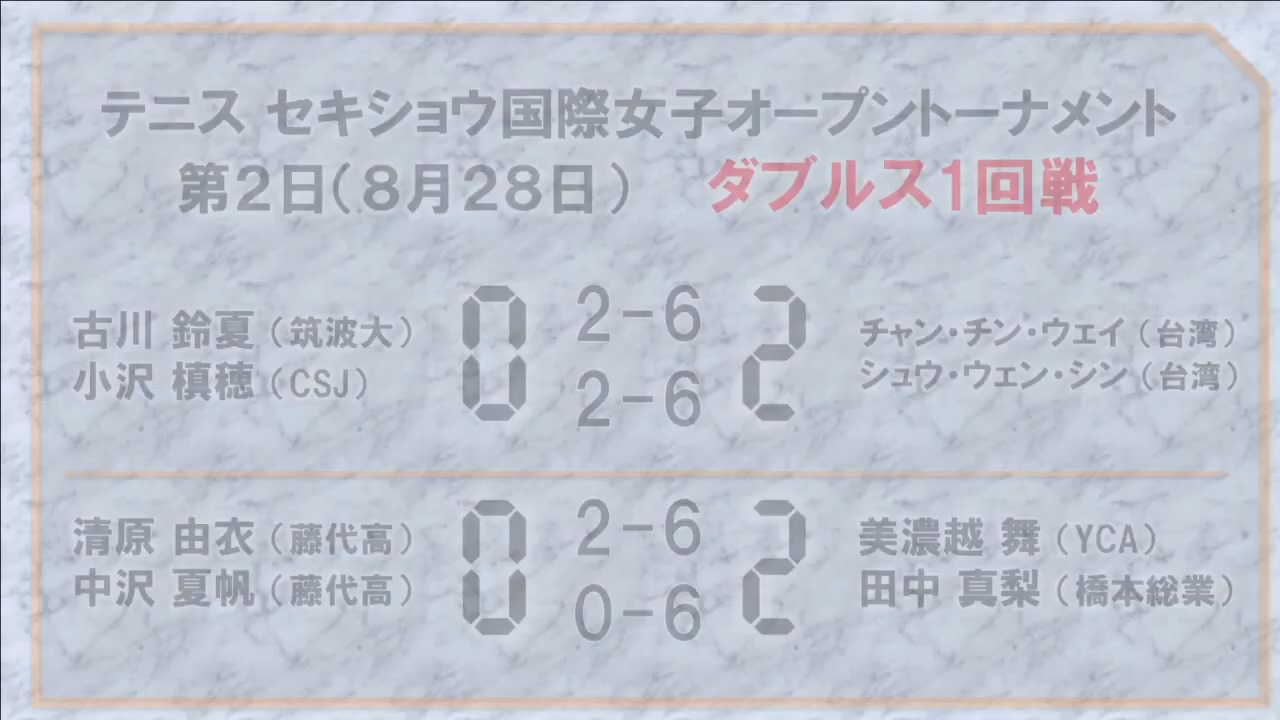 テニス セキショウ国際女子オープントーナメント
第2日(8月28日) ダブルス1回戦
古川 鈴夏(筑波大)
小沢 槙穂(CSJ)
0 2-6 2
2-6
チャン・チン・ウェイ(台湾)
シュウ・ウェン・シン(台湾)
清原 由衣(藤代高)
中沢 夏帆(藤代高)
0 2-6 2
0-6
美濃越 舞(YCA)
田中 真梨(橋本総業)